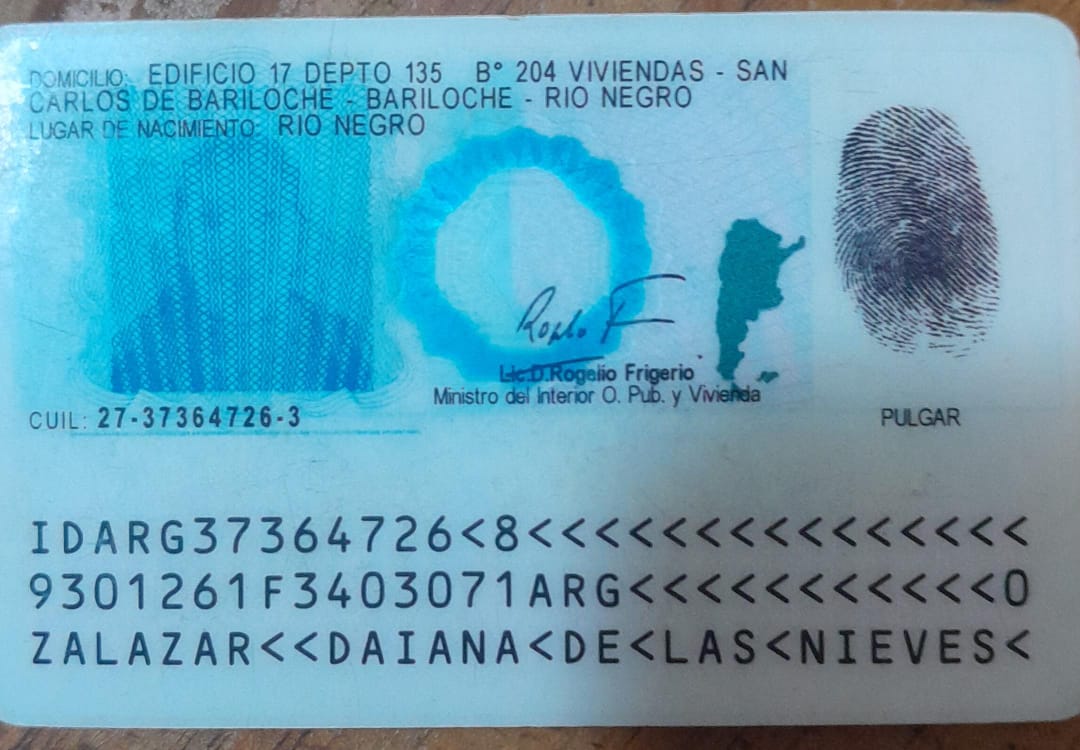 DOMICILIO: EDIFICIO 17 DEPTO 135 B° 204 VIVIENDAS - SAN
CARLOS DE BARILOCHE - BARILOCHE - RIO NEGRO
LUGAR DE NACIMIENTO: RIO NEGRO
Lic.D.Rogelio Frigerio
Ministro del Interior O. Pub. y Vivienda
CUIL: 27-37364726-3
PULGAR
IDARG37364726<8<<<<<<<<<<<<<<<
9301261F3403071ARG<<<<<<<<<<<0
ZALAZAR<<DAIANA<DE<LAS<NIEVES<